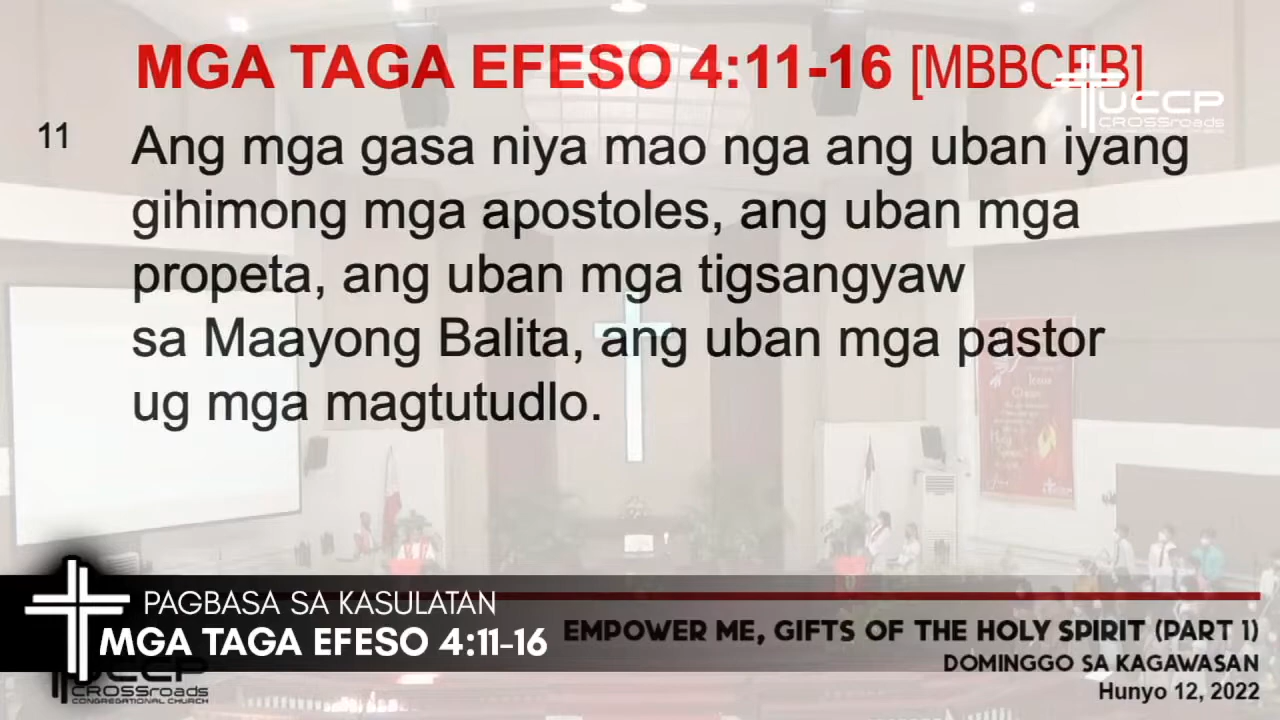 MGA TAGA EFESO 4:11-16 [MBBCEB]
UCCP
CROSSroads
11 Ang mga gasa niya mao nga ang uban iyang
gihimong mga apostoles, ang uban mga
propeta, ang uban mga tigsangyaw
sa Maayong Balita, ang uban mga pastor
ug mga magtutudlo.
PAGBASA SA KASULATAN
MGA TAGA EFESO 4:11-16
EMPOWER ME, GIFTS OF THE HOLY SPIRIT (PART 1)
DOMINGGO SA KAGAWASAN
Hunyo 12, 2022
UCCP
CROSSroads
CONGREGATIONAL CHURCH